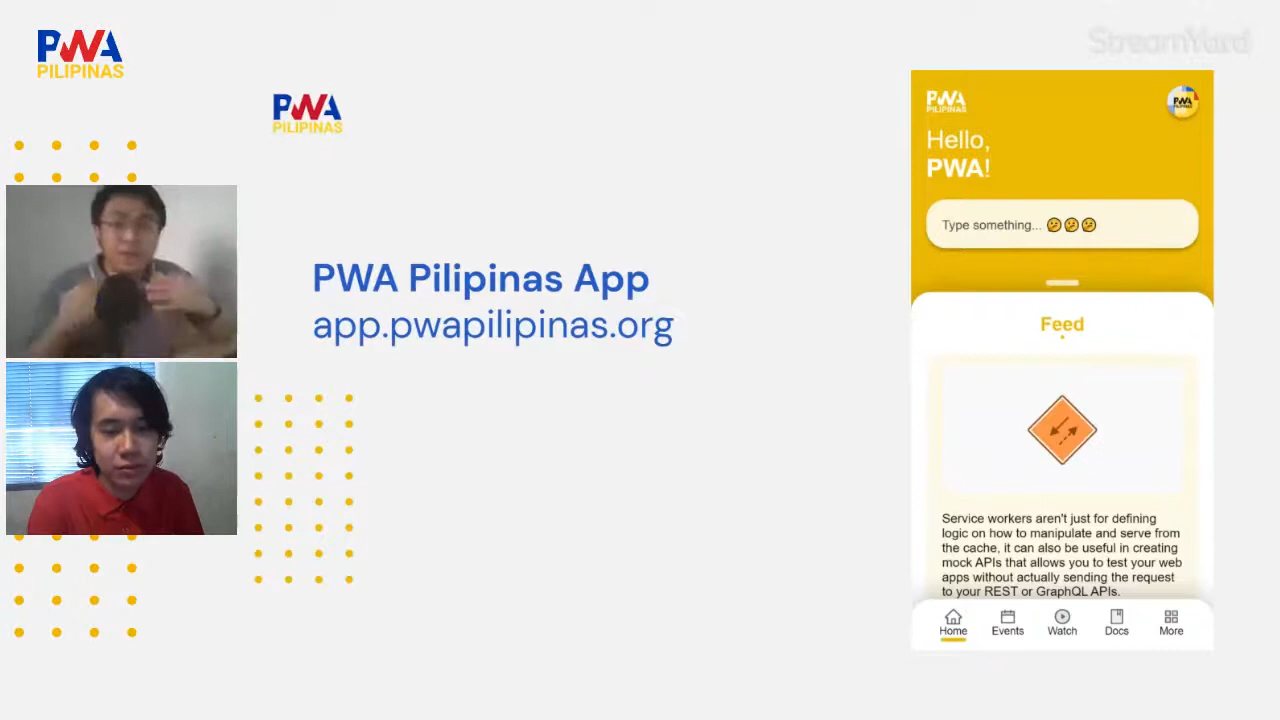 PWA
PILIPINAS
StreamYard
PWA
PILIPINAS
PWA Pilipinas App
app.pwapilipinas.org
PWA
PILIPINAS
PWA
Hello,
PWA!
Type something... 🫤🫤🫤
Feed
Service workers aren't just for defining
logic on how to manipulate and serve from
the cache, it can also be useful in creating
mock APIs that allows you to test your web
apps without actually sending the request
to your REST or GraphQL APIs.
Home
Events
Watch
Docs
More